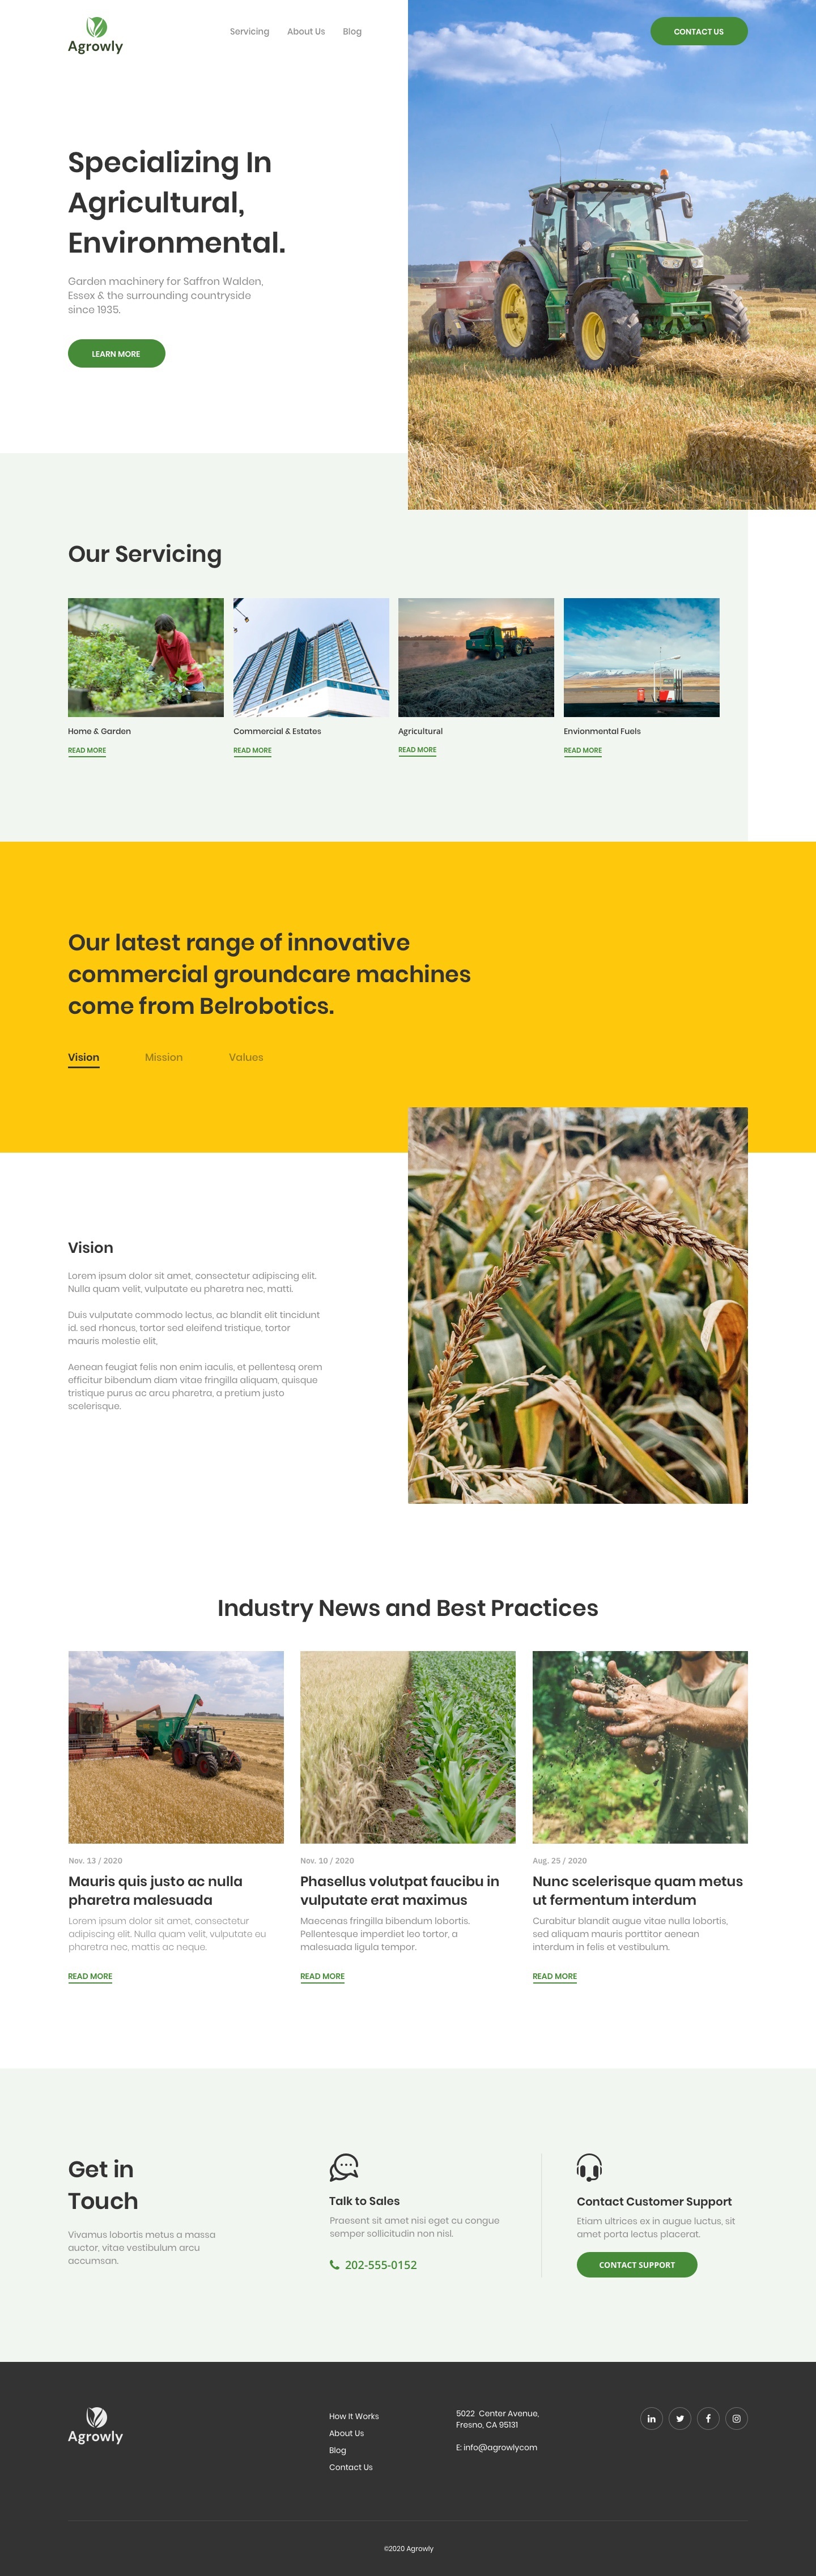 Agrowly
Servicing
About Us
Blog
CONTACT US
Specializing In
Agricultural,
Environmental.
Garden machinery for Saffron Walden,
Essex & the surrounding countryside
since 1935.
LEARN MORE
Our Servicing
Home & Garden
READ MORE
Commercial & Estates
READ MORE
Agricultural
READ MORE
Envionmental Fuels
READ MORE
Our latest range of innovative
commercial groundcare machines
come from Belrobotics.
Vision
Mission
Values
Vision
Lorem ipsum dolor sit amet, consectetur adipiscing elit.
Nulla quam velit, vulputate eu pharetra nec, matti.
Duis vulputate commodo lectus, ac blandit elit tincidunt
id. sed rhoncus, tortor sed eleifend tristique, tortor
mauris molestie elit,
Aenean feugiat felis non enim iaculis, et pellentesq orem
efficitur bibendum diam vitae fringilla aliquam, quisque
tristique purus ac arcu pharetra, a pretium justo
scelerisque.
Industry News and Best Practices
Nov. 13 / 2020
Mauris quis justo ac nulla
pharetra malesuada
Lorem ipsum dolor sit amet, consectetur
adipiscing elit. Nulla quam velit, vulputate eu
pharetra nec, mattis ac neque.
READ MORE
Nov. 10 / 2020
Phasellus volutpat faucibu in
vulputate erat maximus
Maecenas fringilla bibendum lobortis.
Pellentesque imperdiet leo tortor, a
malesuada ligula tempor.
READ MORE
Aug. 25 / 2020
Nunc scelerisque quam metus
ut fermentum interdum
Curabitur blandit augue vitae nulla lobortis,
sed aliquam mauris porttitor aenean
interdum in felis et vestibulum.
READ MORE
Get in
Touch
Vivamus lobortis metus a massa
auctor, vitae vestibulum arcu
accumsan.
Talk to Sales
Praesent sit amet nisi eget cu congue
semper sollicitudin non nisl.
202-555-0152
Contact Customer Support
Etiam ultrices ex in augue luctus, sit
amet porta lectus placerat.
CONTACT SUPPORT
Agrowly
How It Works
About Us
Blog
Contact Us
5022 Center Avenue,
Fresno, CA 95131
E: info@agrowlycom
©2020 Agrowly